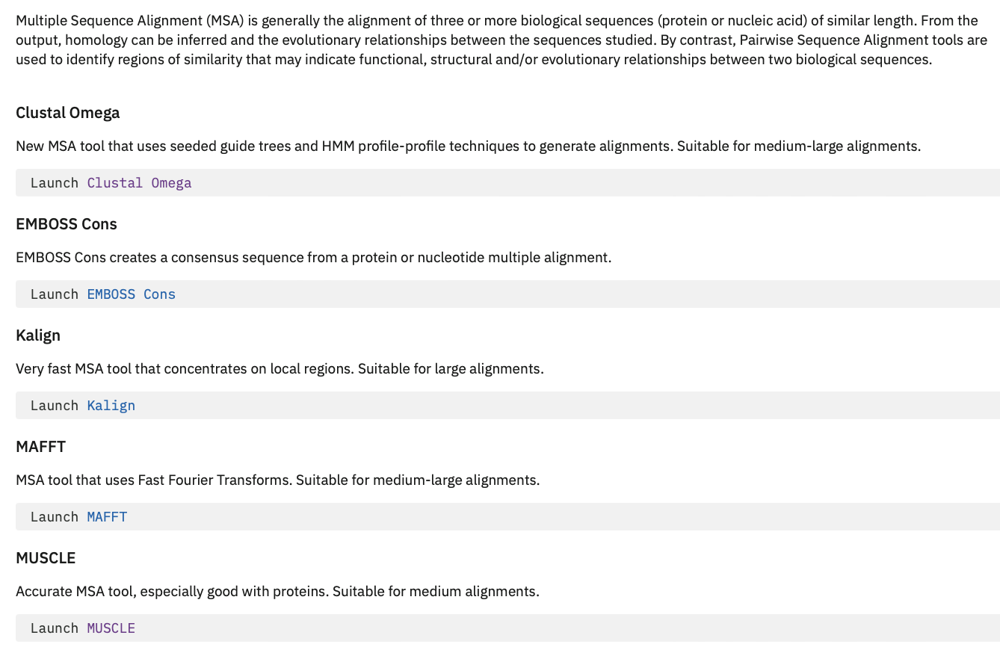 Multiple Sequence Alignment (MSA) is generally the alignment of three or more biological sequences (protein or nucleic acid) of similar length. From the
output, homology can be inferred and the evolutionary relationships between the sequences studied. By contrast, Pairwise Sequence Alignment tools are
used to identify regions of similarity that may indicate functional, structural and/or evolutionary relationships between two biological sequences.
Clustal Omega
New MSA tool that uses seeded guide trees and HMM profile-profile techniques to generate alignments. Suitable for medium-large alignments.
Launch Clustal Omega
EMBOSS Cons
EMBOSS Cons creates a consensus sequence from a protein or nucleotide multiple alignment.
Launch EMBOSS Cons
Kalign
Very fast MSA tool that concentrates on local regions. Suitable for large alignments.
Launch Kalign
MAFFT
MSA tool that uses Fast Fourier Transforms. Suitable for medium-large alignments.
Launch MAFFT
MUSCLE
Accurate MSA tool, especially good with proteins. Suitable for medium alignments.
Launch MUSCLE